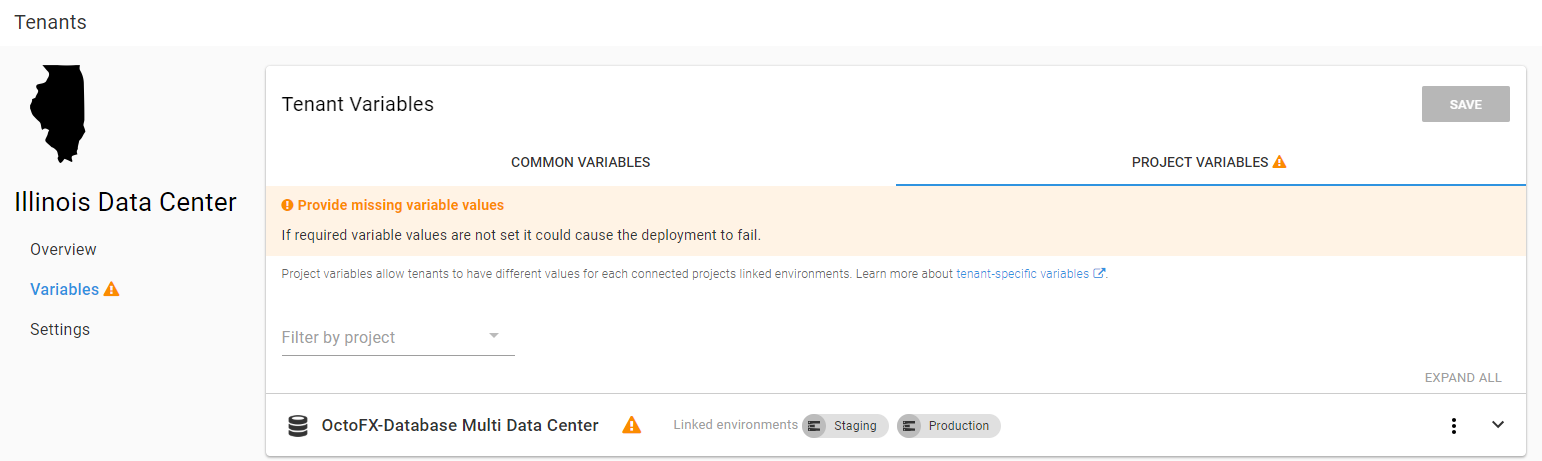 Tenants
Illinois Data Center
Overview
Variables
Settings
Tenant Variables
SAVE
COMMON VARIABLES
PROJECT VARIABLES
Provide missing variable values
If required variable values are not set it could cause the deployment to fail.
Project variables allow tenants to have different values for each connected projects linked environments. Learn more about tenant-specific variables .
Filter by project
EXPAND ALL
OctoFX-Database Multi Data Center Linked environments Staging Production